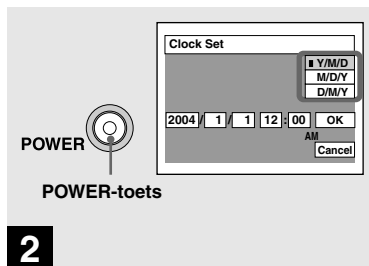 Clock Set
Y/M/D
M/D/Y
D/M/Y
2004 / 1 / 1 12 : 00 OK
AM
Cancel
POWER
POWER-toets
2